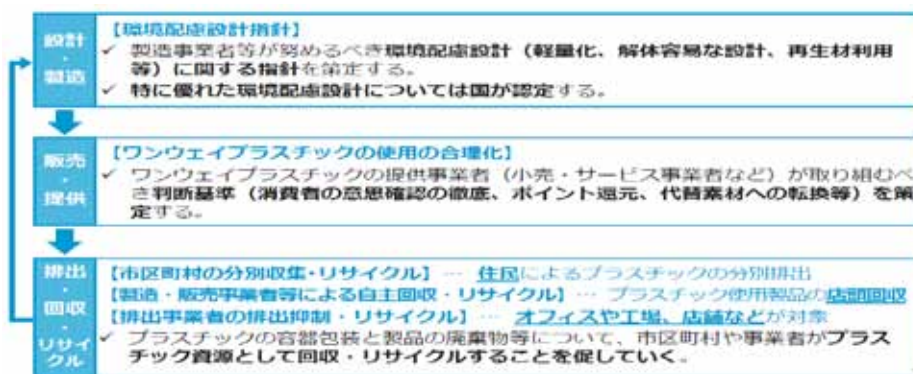 設計・製造
【環境配慮設計指針】
✓ 製造事業者等が努めるべき環境配慮設計（軽量化、解体容易な設計、再生材利用
等）に関する指針を策定する。
✓ 特に優れた環境配慮設計については国が認定する。
販売・提供
【ワンウェイプラスチックの使用の合理化】
✓ ワンウェイプラスチックの提供事業者（小売・サービス事業者など）が取り組むべ
き判断基準（消費者の意思確認の徹底、ポイント還元、代替素材への転換等）を策
定する。
排出・回収・リサイクル
【市区町村の分別収集・リサイクル】… 住民によるプラスチックの分別排出
【製造・販売事業者等による自主回収・リサイクル】… プラスチック使用製品の店頭回収
【排出事業者の排出抑制・リサイクル】… オフィスや工場、店舗などが対象
✓ プラスチックの容器包装と製品の廃棄物等について、市区町村や事業者がプラス
チック資源として回収・リサイクルすることを促していく。